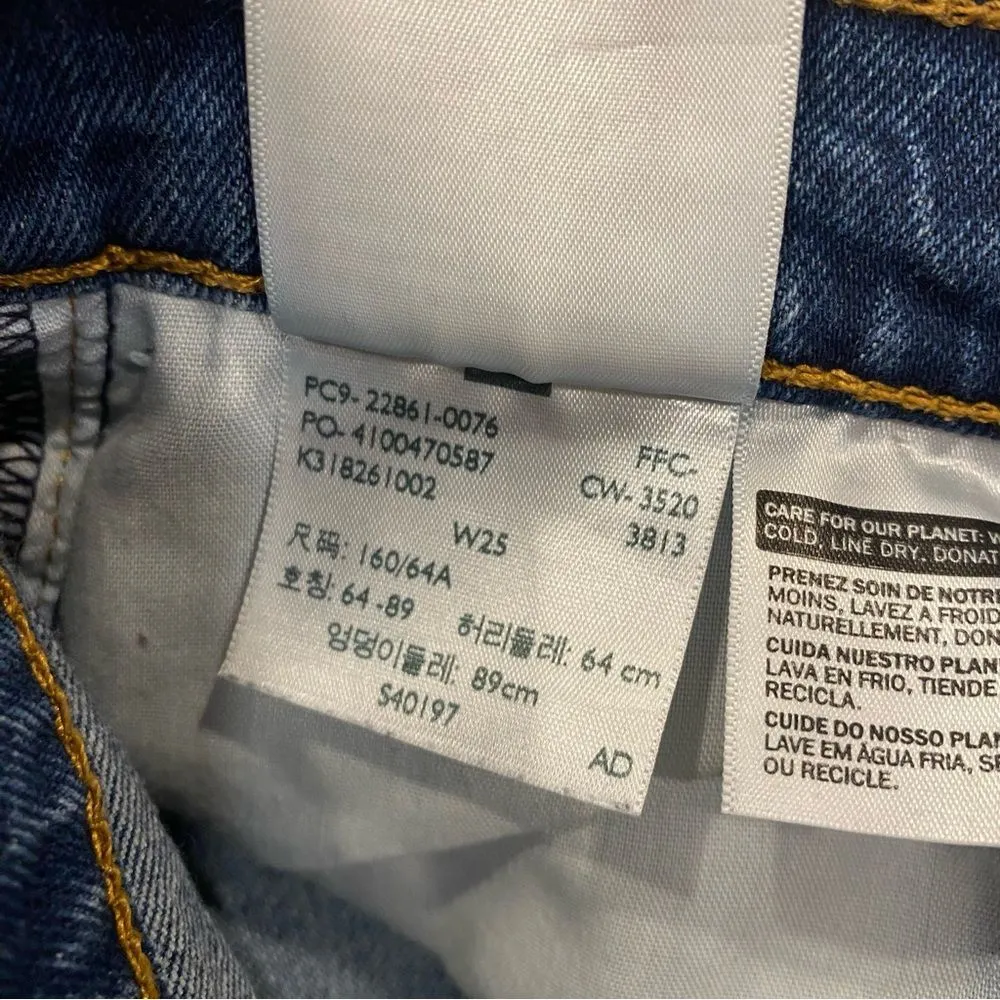 PC9-22861-0076
PO-4100470587
K318261002
FFC-
CW-3520
3813
W25
尺码: 160/64A
호칭: 64-89
허리둘레: 64 cm
엉덩이둘레: 89cm
S40197
AD
CARE FOR OUR PLANET: W
COLD, LINE DRY, DONAT
PRENEZ SOIN DE NOTRE
MOINS, LAVEZ A FROID
NATURELLEMENT, DON
CUIDA NUESTRO PLAN
LAVA EN FRIO, TIENDE
RECICLA.
CUIDE DO NOSSO PLAN
LAVE EM ÁGUA FRIA, SE
OU RECICLE.